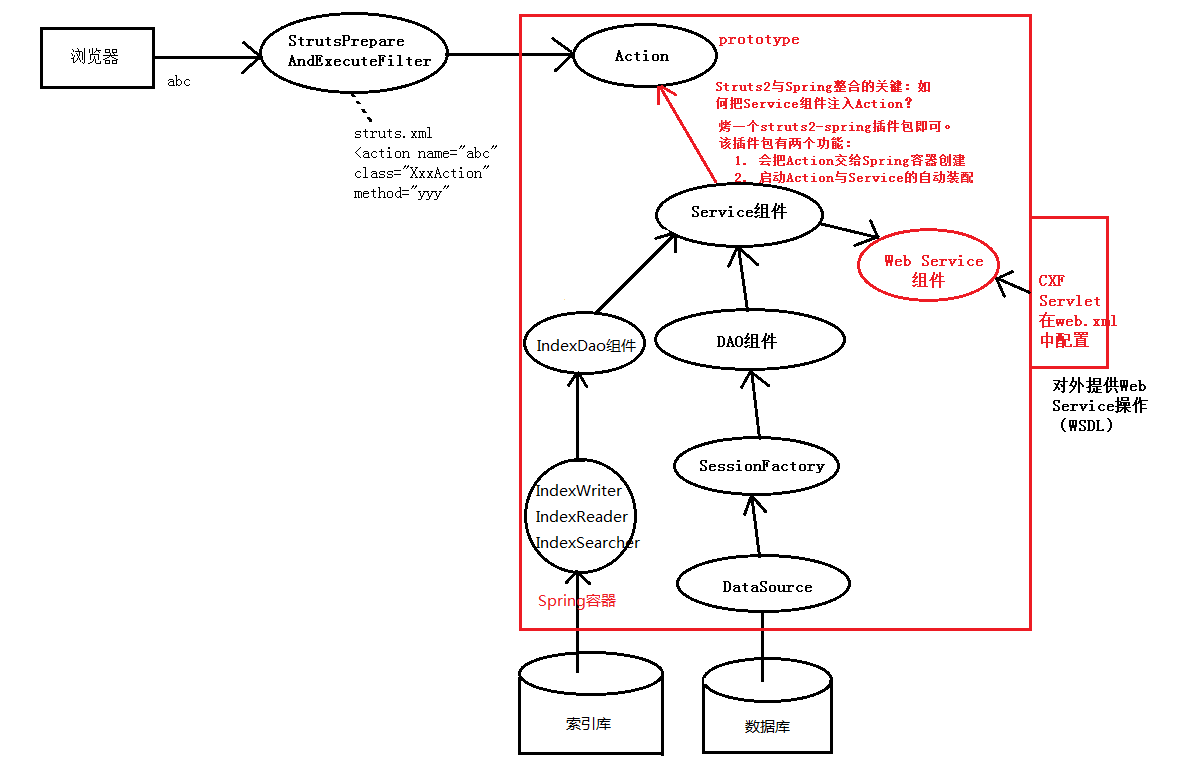 浏览器
abc
StrutsPrepare
AndExecuteFilter
struts.xml
<action name="abc"
class="XxxAction"
method="yyy"
Action
prototype
Struts2与Spring整合的关键：如
何把Service组件注入Action？
烤一个struts2-spring插件包即可。
该插件包有两个功能：
1. 会把Action交给Spring容器创建
2. 启动Action与Service的自动装配
Service组件
Web Service
组件
CXF
Servlet
在web.xml
中配置
对外提供Web
Service操作
（WSDL）
IndexDao组件
DAO组件
SessionFactory
IndexWriter
IndexReader
IndexSearcher
DataSource
Spring容器
索引库
数据库